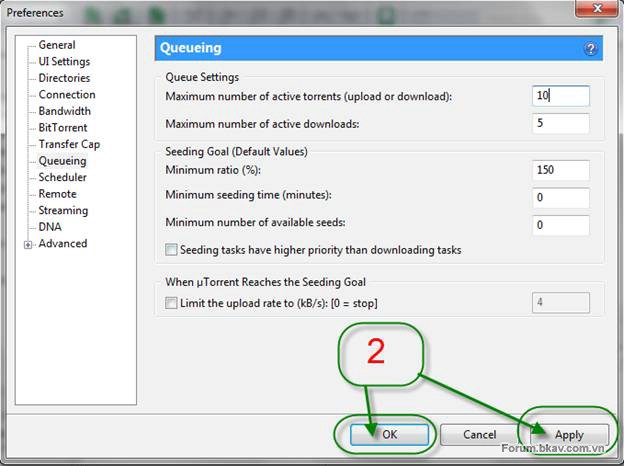 Preferences
General
UI Settings
Directories
Connection
Bandwidth
BitTorrent
Transfer Cap
Queueing
Scheduler
Remote
Streaming
DNA
Advanced
Queueing
Queue Settings
Maximum number of active torrents (upload or download): 10
Maximum number of active downloads: 5
Seeding Goal (Default Values)
Minimum ratio (%): 150
Minimum seeding time (minutes): 0
Minimum number of available seeds: 0
Seeding tasks have higher priority than downloading tasks
When µTorrent Reaches the Seeding Goal
Limit the upload rate to (kB/s): [0 = stop] 4
2
OK Cancel Apply
Forum.bkav.com.vn